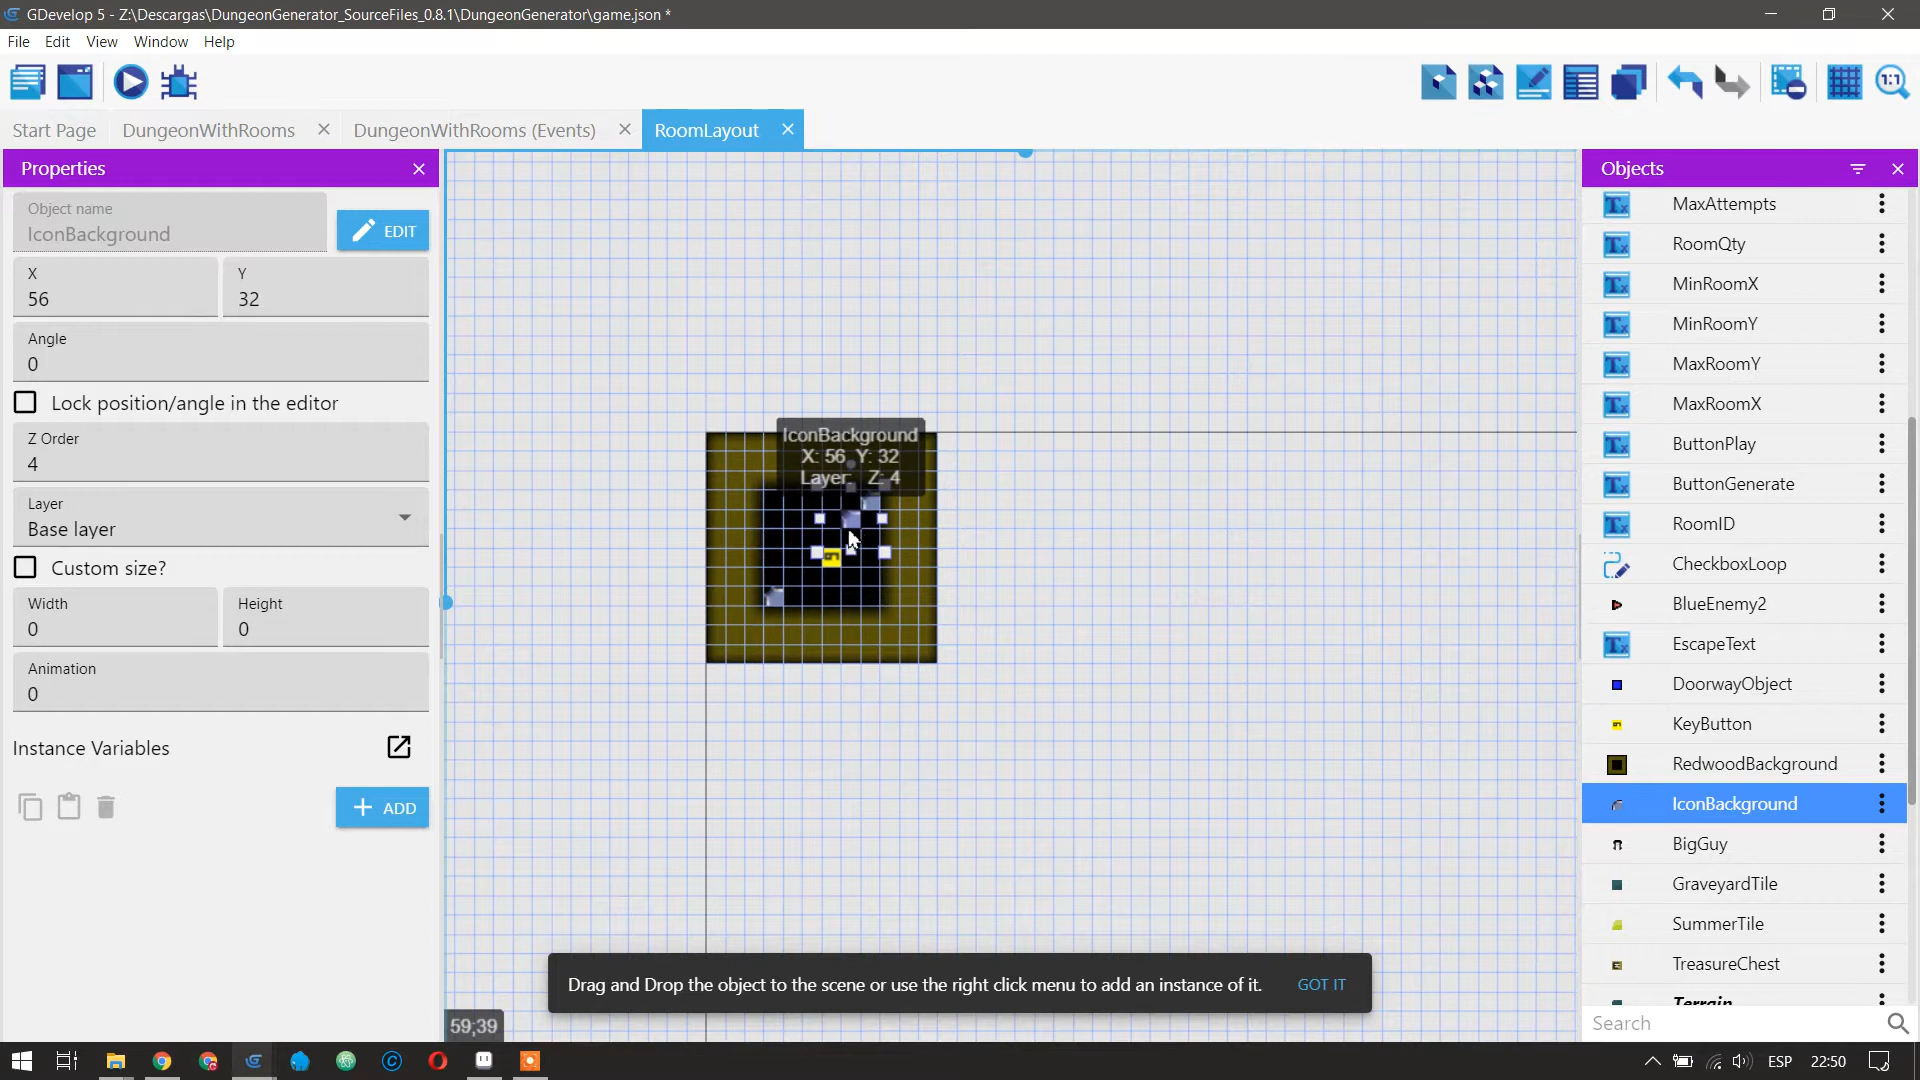 GDevelop 5 - Z:\Descargas\DungeonGenerator_SourceFiles_0.8.1\DungeonGenerator\game.json *
File Edit View Window Help
Start Page DungeonWithRooms DungeonWithRooms (Events) RoomLayout
Properties
Object name
IconBackground
EDIT
X
56
Y
32
Angle
0
Lock position/angle in the editor
Z Order
4
Layer
Base layer
Custom size?
Width
0
Height
0
Animation
0
Instance Variables
ADD
IconBackground
X: 56 Y: 32
Layer: Z: 4
Drag and Drop the object to the scene or use the right click menu to add an instance of it. GOT IT
59;39
Objects
MaxAttempts
RoomQty
MinRoomX
MinRoomY
MaxRoomY
MaxRoomX
ButtonPlay
ButtonGenerate
RoomID
CheckboxLoop
BlueEnemy2
EscapeText
DoorwayObject
KeyButton
RedwoodBackground
IconBackground
BigGuy
GraveyardTile
SummerTile
TreasureChest
Terrain
Search
ESP 22:50